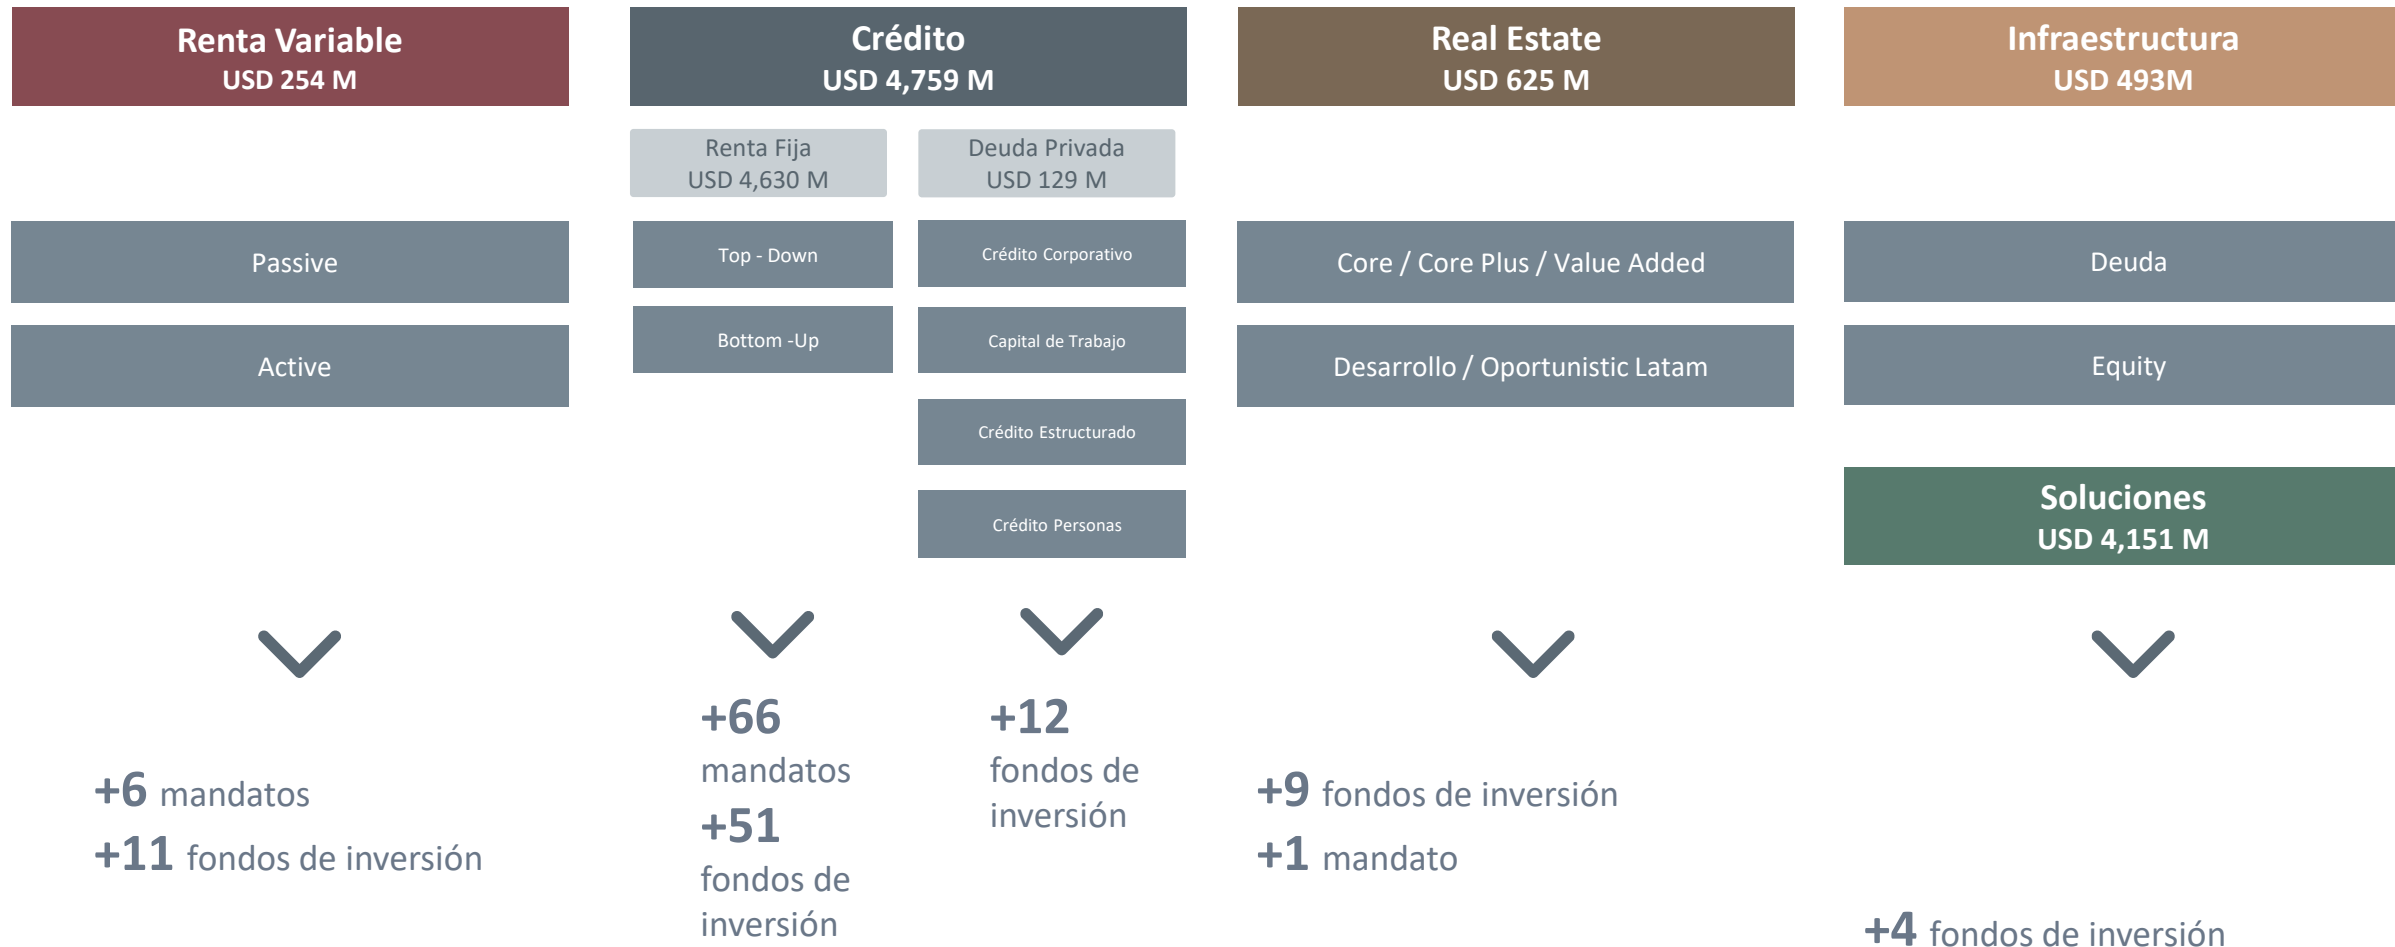 Renta Variable
USD 254 M
Passive
Active
+6 mandatos
+11 fondos de inversión
Crédito
USD 4,759 M
Renta Fija
USD 4,630 M
Top - Down
Bottom -Up
+66
mandatos
+51
fondos de
inversión
Deuda Privada
USD 129 M
Crédito Corporativo
Capital de Trabajo
Crédito Estructurado
Crédito Personas
+12
fondos de
inversión
Real Estate
USD 625 M
Core / Core Plus / Value Added
Desarrollo / Oportunistic Latam
+9 fondos de inversión
+1 mandato
Infraestructura
USD 493M
Deuda
Equity
Soluciones
USD 4,151 M
+4 fondos de inversión